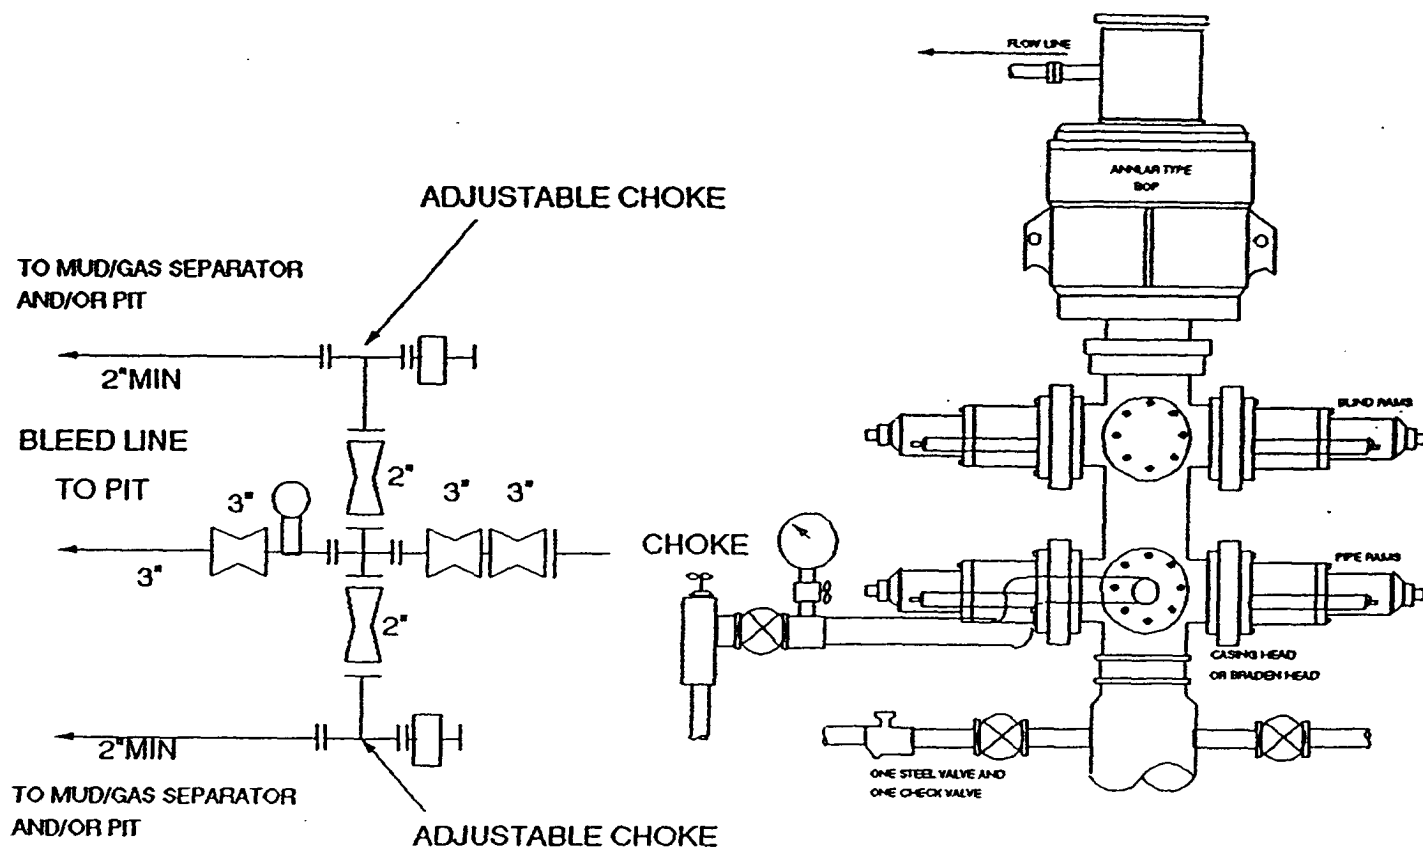 FLOW LINE
ANNLAR TYPE
BOP
ADJUSTABLE CHOKE
TO MUD/GAS SEPARATOR
AND/OR PIT
2"MIN
BLEED LINE
TO PIT
2"
3"
3"
3"
3"
2"
BLIND RAMS
CHOKE
PIPE RAMS
CASING HEAD
OR BRADEN HEAD
2"MIN
ONE STEEL VALVE AND
ONE CHECK VALVE
TO MUD/GAS SEPARATOR
AND/OR PIT
ADJUSTABLE CHOKE